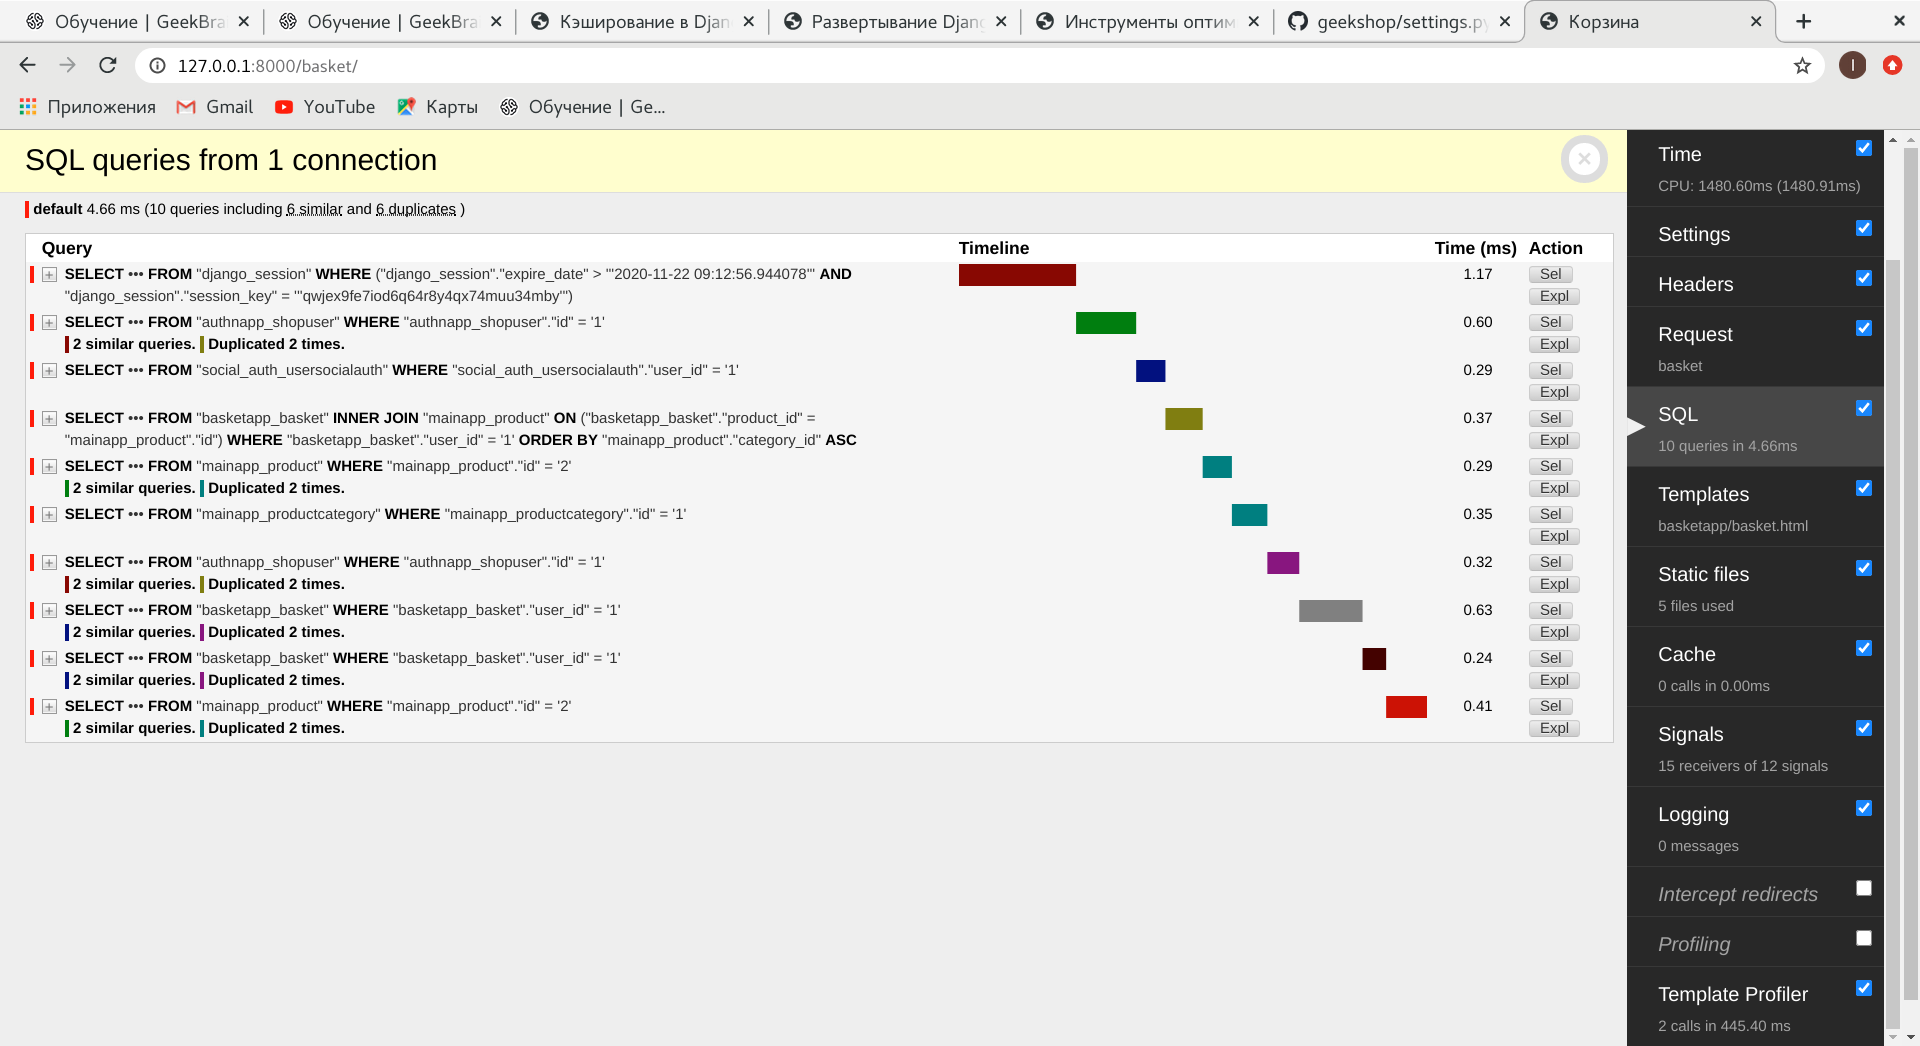 Обучение | GeekBra
Обучение | GeekBra
Кэширование в Djan
Развертывание Djang
Инструменты оптим
geekshop/settings.py
Корзина
127.0.0.1:8000/basket/
I
Приложения
Gmail
YouTube
Карты
Обучение | Ge...
SQL queries from 1 connection
default 4.66 ms (10 queries including 6 similar and 6 duplicates )
Query Timeline Time (ms) Action
SELECT ••• FROM "django_session" WHERE ("django_session"."expire_date" > '"2020-11-22 09:12:56.944078"' AND 1.17 Sel
"django_session"."session_key" = '"qwjex9fe7iod6q64r8y4qx74muu34mby"') Expl
SELECT ••• FROM "authnapp_shopuser" WHERE "authnapp_shopuser"."id" = '1' 0.60 Sel
2 similar queries. Duplicated 2 times. Expl
SELECT ••• FROM "social_auth_usersocialauth" WHERE "social_auth_usersocialauth"."user_id" = '1' 0.29 Sel
Expl
SELECT ••• FROM "basketapp_basket" INNER JOIN "mainapp_product" ON ("basketapp_basket"."product_id" = 0.37 Sel
"mainapp_product"."id") WHERE "basketapp_basket"."user_id" = '1' ORDER BY "mainapp_product"."category_id" ASC Expl
SELECT ••• FROM "mainapp_product" WHERE "mainapp_product"."id" = '2' 0.29 Sel
2 similar queries. Duplicated 2 times. Expl
SELECT ••• FROM "mainapp_productcategory" WHERE "mainapp_productcategory"."id" = '1' 0.35 Sel
Expl
SELECT ••• FROM "authnapp_shopuser" WHERE "authnapp_shopuser"."id" = '1' 0.32 Sel
2 similar queries. Duplicated 2 times. Expl
SELECT ••• FROM "basketapp_basket" WHERE "basketapp_basket"."user_id" = '1' 0.63 Sel
2 similar queries. Duplicated 2 times. Expl
SELECT ••• FROM "basketapp_basket" WHERE "basketapp_basket"."user_id" = '1' 0.24 Sel
2 similar queries. Duplicated 2 times. Expl
SELECT ••• FROM "mainapp_product" WHERE "mainapp_product"."id" = '2' 0.41 Sel
2 similar queries. Duplicated 2 times. Expl
Time
CPU: 1480.60ms (1480.91ms)
Settings
Headers
Request
basket
SQL
10 queries in 4.66ms
Templates
basketapp/basket.html
Static files
5 files used
Cache
0 calls in 0.00ms
Signals
15 receivers of 12 signals
Logging
0 messages
Intercept redirects
Profiling
Template Profiler
2 calls in 445.40 ms